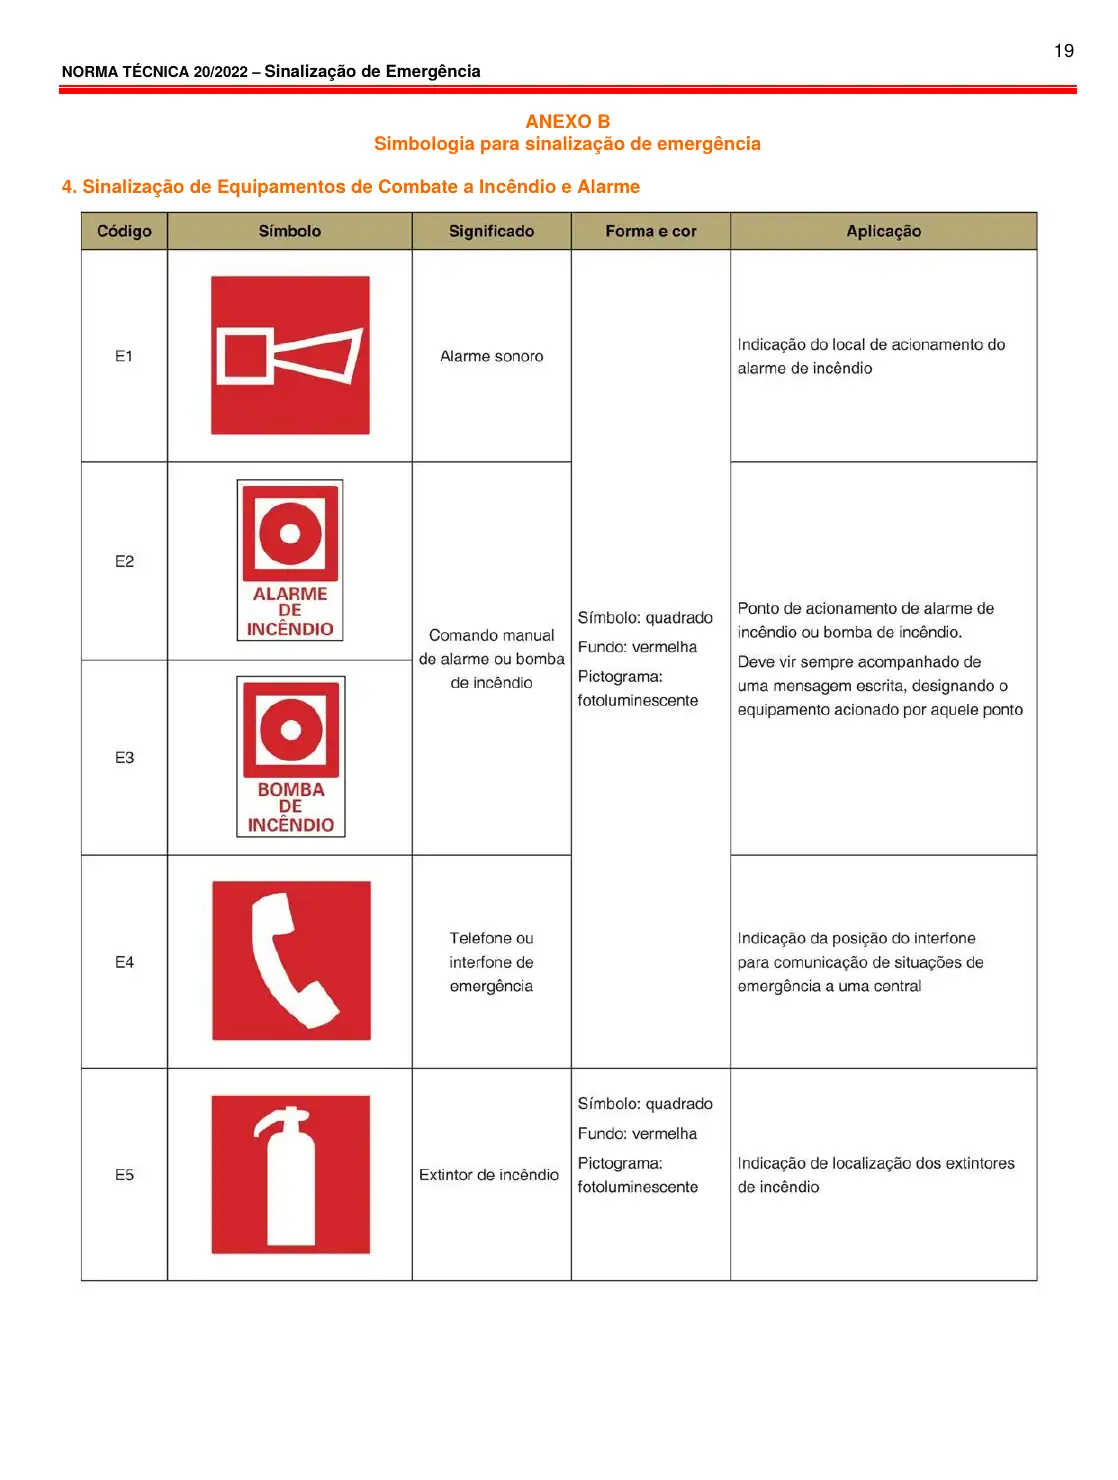 19
NORMA TÉCNICA 20/2022 – Sinalização de Emergência
ANEXO B
Simbologia para sinalização de emergência
4. Sinalização de Equipamentos de Combate a Incêndio e Alarme
Código Símbolo Significado Forma e cor Aplicação
E1
Alarme sonoro
Indicação do local de acionamento do
alarme de incêndio
E2
ALARME
DE
INCÊNDIO
E3
BOMBA
DE
INCÊNDIO
Comando manual
de alarme ou bomba
de incêndio
Símbolo: quadrado
Fundo: vermelha
Pictograma:
fotoluminescente
Ponto de acionamento de alarme de
incêndio ou bomba de incêndio.
Deve vir sempre acompanhado de
uma mensagem escrita, designando o
equipamento acionado por aquele ponto
E4
Telefone ou
interfone de
emergência
Indicação da posição do interfone
para comunicação de situações de
emergência a uma central
E5
Extintor de incêndio
Símbolo: quadrado
Fundo: vermelha
Pictograma:
fotoluminescente
Indicação de localização dos extintores
de incêndio